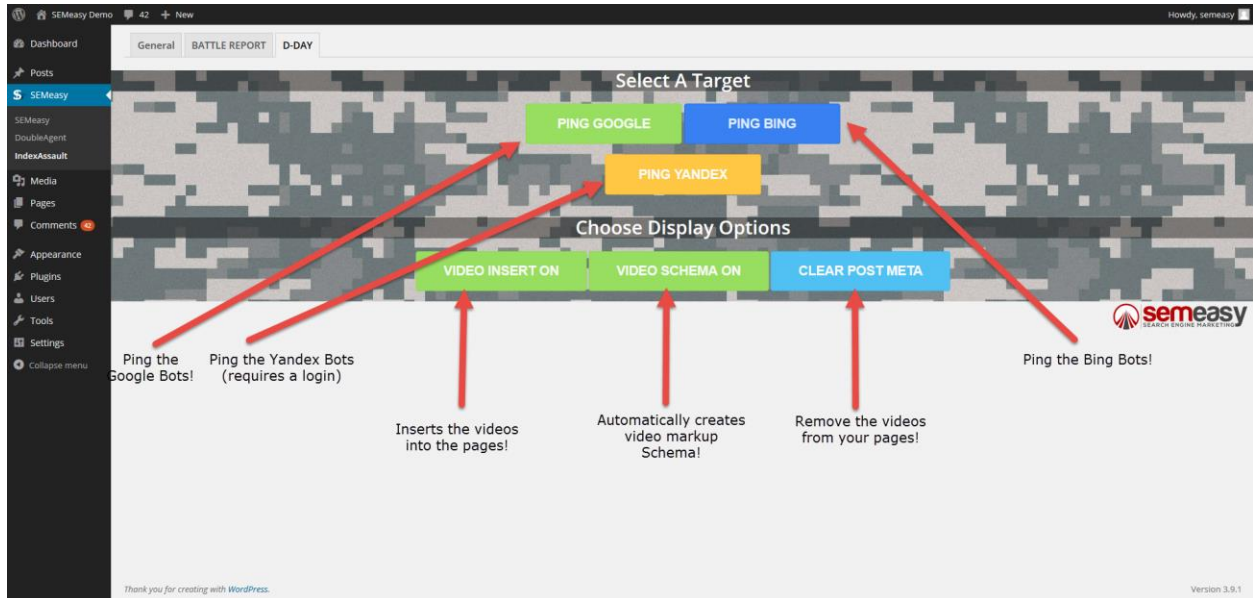 SEMeasy Demo 42 + New
Howdy, semeasy
Dashboard
Posts
SEMeasy
SEMeasy
DoubleAgent
IndexAssault
Media
Pages
Comments 42
Appearance
Plugins
Users
Tools
Settings
Collapse menu
General BATTLE REPORT D-DAY
Select A Target
PING GOOGLE PING BING
PING YANDEX
Choose Display Options
VIDEO INSERT ON VIDEO SCHEMA ON CLEAR POST META
semeasy
SEARCH ENGINE MARKETING
Ping the
Google Bots!
Ping the Yandex Bots
(requires a login)
Ping the Bing Bots!
Inserts the videos
into the pages!
Automatically creates
video markup
Schema!
Remove the videos
from your pages!
Thank you for creating with WordPress.
Version 3.9.1